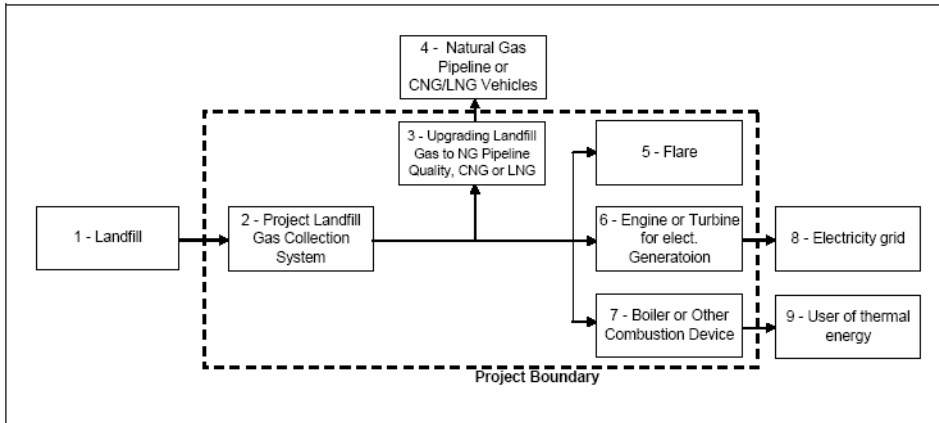 4 - Natural Gas
Pipeline or
CNG/LNG Vehicles
3 - Upgrading Landfill
Gas to NG Pipeline
Quality, CNG or LNG
5 - Flare
1 - Landfill
2 - Project Landfill
Gas Collection
System
6 - Engine or Turbine
for elect.
Generatoion
8 - Electricity grid
7 - Boiler or Other
Combustion Device
9 - User of thermal
energy
Project Boundary